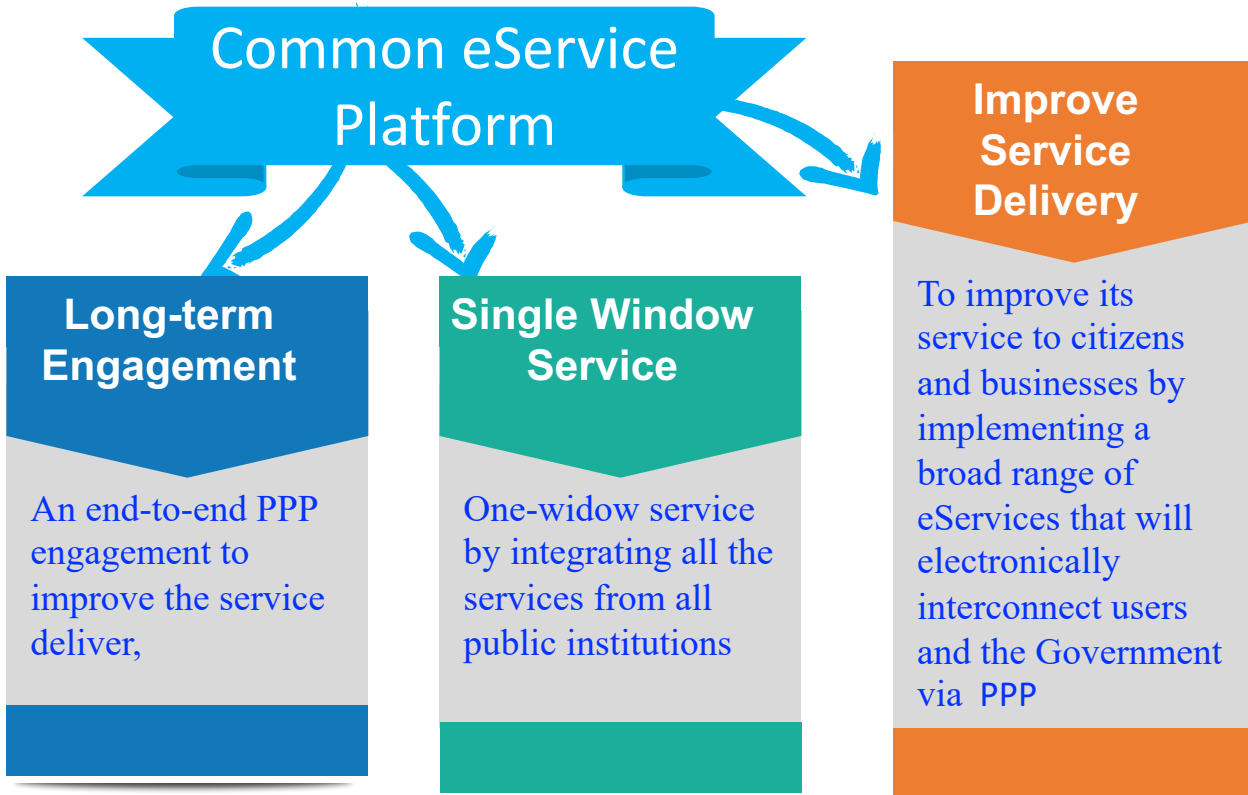 Common eService
Platform
Long-term
Engagement
An end-to-end PPP
engagement to
improve the service
deliver,
Single Window
Service
One-widow service
by integrating all the
services from all
public institutions
Improve
Service
Delivery
To improve its
service to citizens
and businesses by
implementing a
broad range of
eServices that will
electronically
interconnect users
and the Government
via PPP